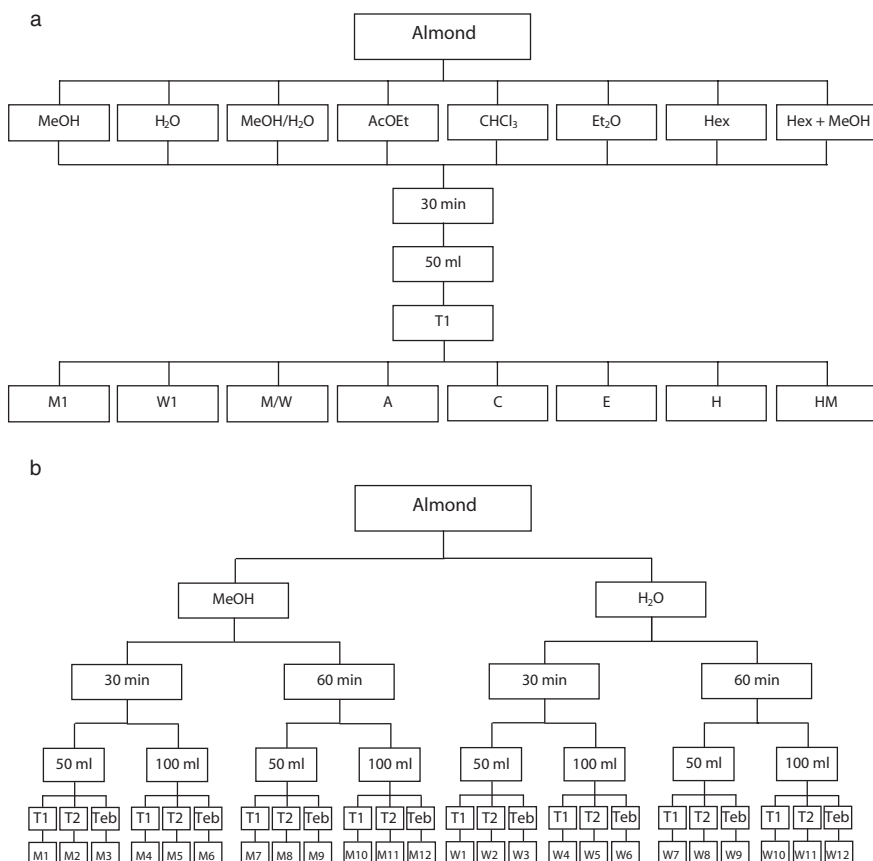 a
Almond
MeOH H₂O MeOH/H₂O AcOEt CHCl₃ Et₂O Hex Hex + MeOH
30 min
50 ml
T1
M1 W1 M/W A C E H HM
b
Almond
MeOH H₂O
30 min 60 min 30 min 60 min
50 ml 100 ml 50 ml 100 ml 50 ml 100 ml 50 ml 100 ml
T1 T2 Teb T1 T2 Teb T1 T2 Teb T1 T2 Teb T1 T2 Teb T1 T2 Teb T1 T2 Teb T1 T2 Teb
M1 M2 M3 M4 M5 M6 M7 M8 M9 M10 M11 M12 W1 W2 W3 W4 W5 W6 W7 W8 W9 W10 W11 W12